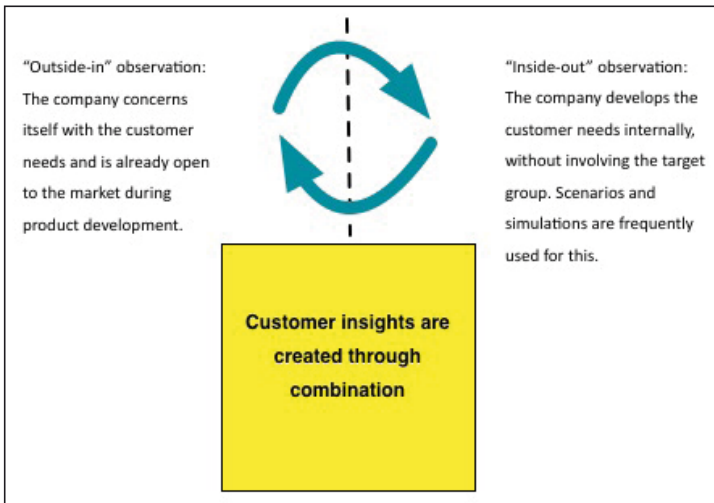 “Outside-in” observation:
The company concerns
itself with the customer
needs and is already open
to the market during
product development.
“Inside-out” observation:
The company develops the
customer needs internally,
without involving the target
group. Scenarios and
simulations are frequently
used for this.
Customer insights are
created through
combination